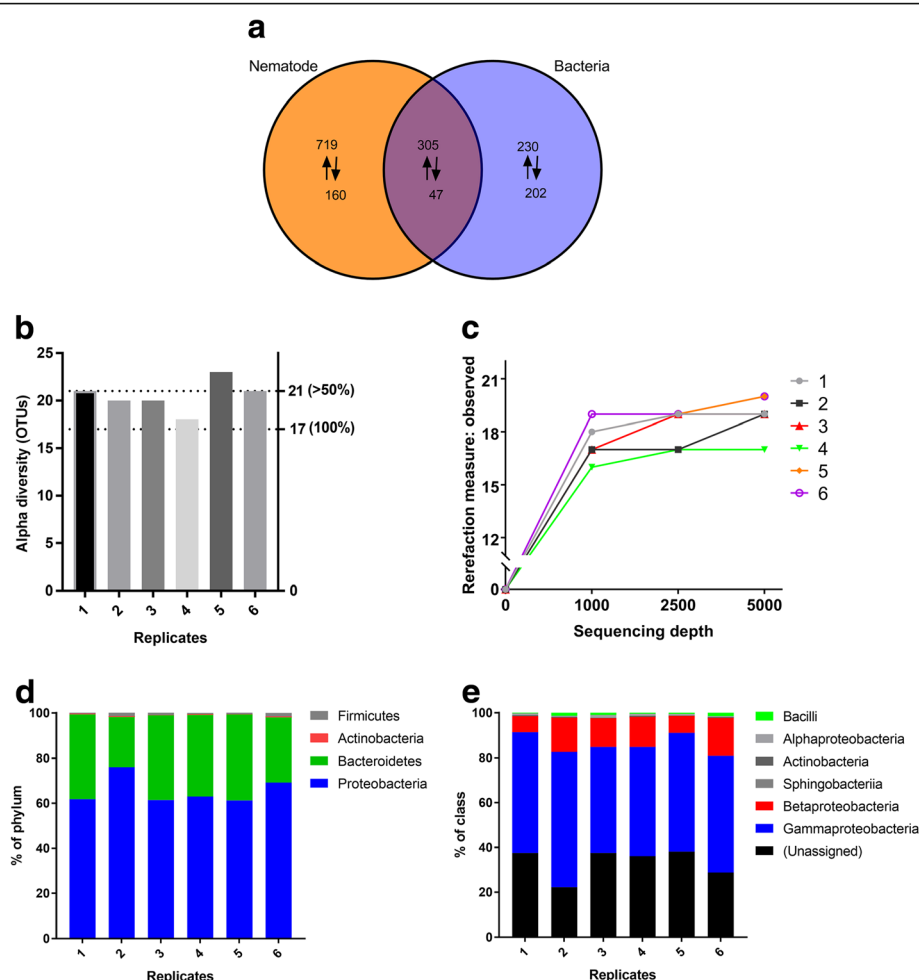 a
Nematode
Bacteria
719
305
230
160
47
202
b
Alpha diversity (OTUs)
25
20
15
10
5
0
21 (>50%)
17 (100%)
0
1
2
3
4
5
6
Replicates
c
Rerefaction measure: observed
21
18
15
12
0
0
1000
2500
5000
Sequencing depth
1
2
3
4
5
6
d
% of phylum
100
80
60
40
20
0
1
2
3
4
5
6
Replicates
Firmicutes
Actinobacteria
Bacteroidetes
Proteobacteria
e
% of class
100
80
60
40
20
0
1
2
3
4
5
6
Replicates
Bacilli
Alphaproteobacteria
Actinobacteria
Sphingobacteriia
Betaproteobacteria
Gammaproteobacteria
(Unassigned)